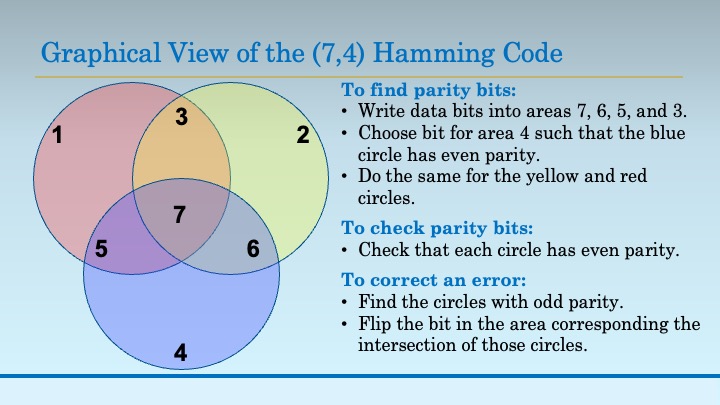 Graphical View of the (7,4) Hamming Code
1
3
2
7
5
6
4
To find parity bits:
• Write data bits into areas 7, 6, 5, and 3.
• Choose bit for area 4 such that the blue
circle has even parity.
• Do the same for the yellow and red
circles.
To check parity bits:
• Check that each circle has even parity.
To correct an error:
• Find the circles with odd parity.
• Flip the bit in the area corresponding the
intersection of those circles.